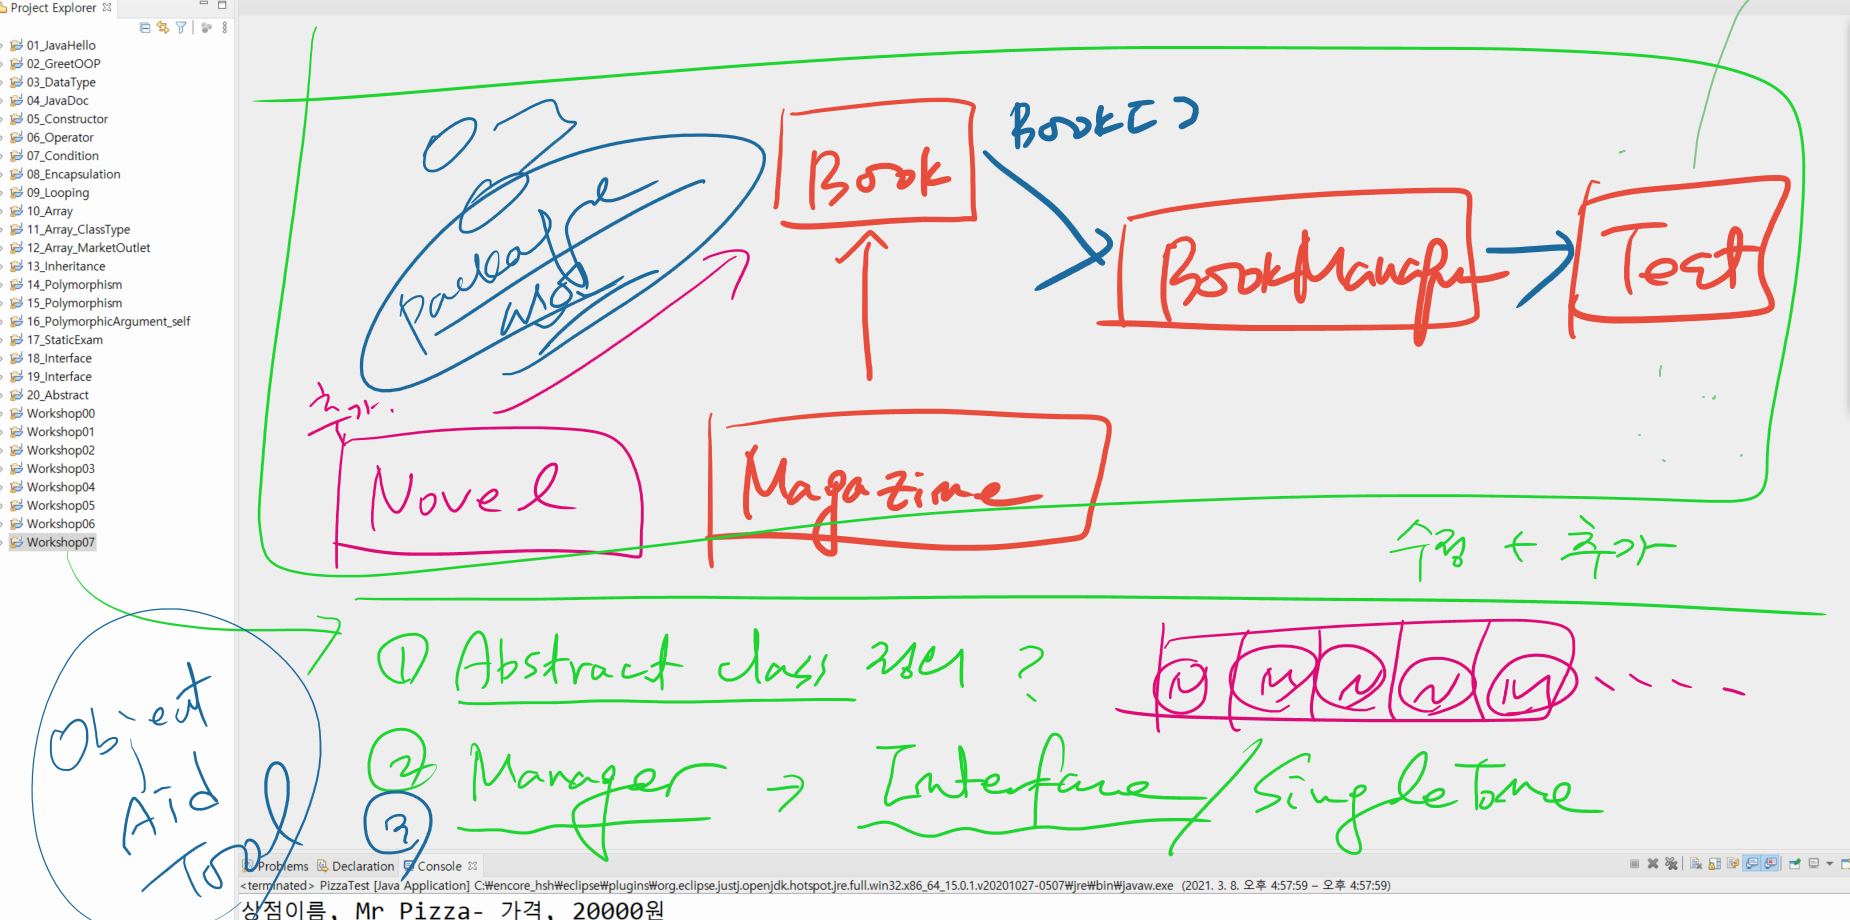 Project Explorer
01_JavaHello
02_GreetOOP
03_DataType
04_JavaDoc
05_Constructor
06_Operator
07_Condition
08_Encapsulation
09_Looping
10_Array
11_Array_ClassType
12_Array_MarketOutlet
13_Inheritance
14_Polymorphism
15_Polymorphism
16_PolymorphicArgument_self
17_StaticExam
18_Interface
19_Interface
20_Abstract
Workshop00
Workshop01
Workshop02
Workshop03
Workshop04
Workshop05
Workshop06
Workshop07
Book
Book[]
BookManager
Test
추가.
Novel
Magazine
수정 + 추가
① Abstract class ?
N M N N M
② Manager → Interface / SingleTone
③
Object
Aid
Tool
Problems Declaration Console
<terminated> PizzaTest [Java Application] C:₩encore_hsh₩eclipse₩plugins₩org.eclipse.justj.openjdk.hotspot.jre.full.win32.x86_64_15.0.1.v20201027-0507₩jre₩bin₩javaw.exe (2021. 3. 8. 오후 4:57:59 – 오후 4:57:59)
상점이름, Mr Pizza- 가격, 20000원